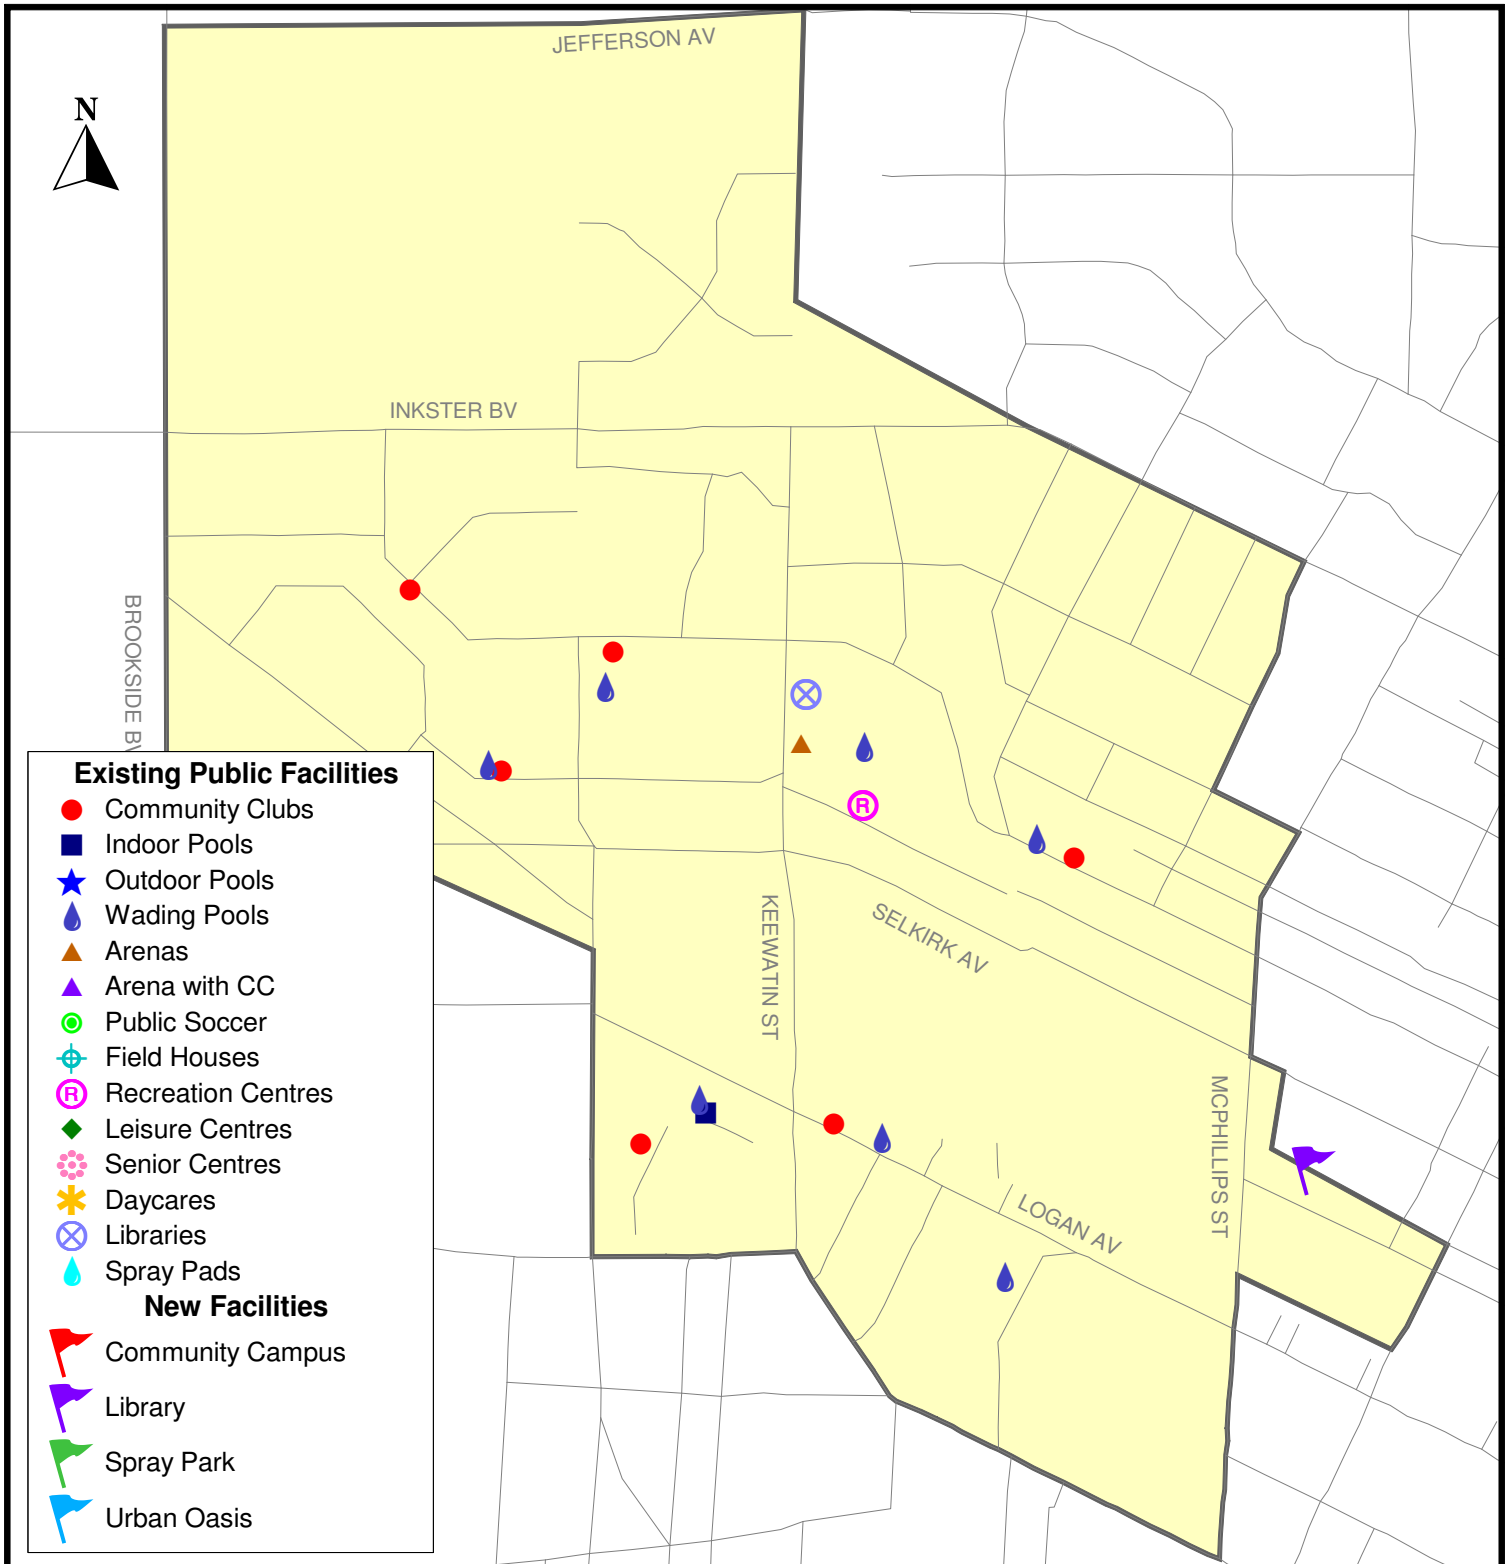 JEFFERSON AV
N
INKSTER BV
BROOKSIDE BV
R
KEEWATIN ST
SELKIRK AV
MCPHILLIPS ST
LOGAN AV
Existing Public Facilities
Community Clubs
Indoor Pools
Outdoor Pools
Wading Pools
Arenas
Arena with CC
Public Soccer
Field Houses
R Recreation Centres
Leisure Centres
Senior Centres
Daycares
Libraries
Spray Pads
New Facilities
Community Campus
Library
Spray Park
Urban Oasis